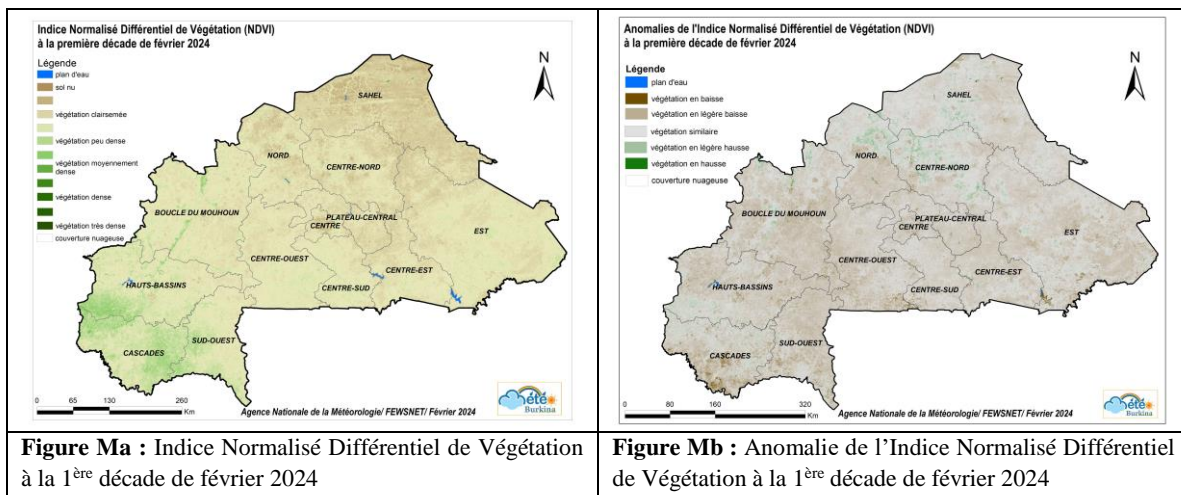 Indice Normalisé Différentiel de Végétation (NDVI)
à la première décade de février 2024
Légende
plan d'eau
sol nu
végétation clairsemée
végétation peu dense
végétation moyennement
dense
végétation dense
végétation très dense
couverture nuageuse
N
SAHEL
NORD
CENTRE-NORD
BOUCLE DU MOUHOUN
PLATEAU-CENTRAL
CENTRE
EST
CENTRE-OUEST
CENTRE-EST
HAUTS-BASSINS
CENTRE-SUD
SUD-OUEST
CASCADES
0 65 130 260
Km
Agence Nationale de la Météorologie/ FEWSNET/ Février 2024
été
Burkina
Anomalies de l'Indice Normalisé Différentiel de Végétation (NDVI)
à la première décade de février 2024
Légende
plan d'eau
végétation en baisse
végétation en légère baisse
végétation similaire
végétation en légère hausse
végétation en hausse
couverture nuageuse
N
SAHEL
NORD
CENTRE-NORD
BOUCLE DU MOUHOUN
PLATEAU-CENTRAL
CENTRE
EST
CENTRE-OUEST
CENTRE-EST
HAUTS-BASSINS
CENTRE-SUD
SUD-OUEST
CASCADES
0 80 160 320
Km
Agence Nationale de la Météorologie/ FEWSNET/ Février 2024
été
Burkina
Figure Ma : Indice Normalisé Différentiel de Végétation
à la 1ère décade de février 2024
Figure Mb : Anomalie de l'Indice Normalisé Différentiel
de Végétation à la 1ère décade de février 2024